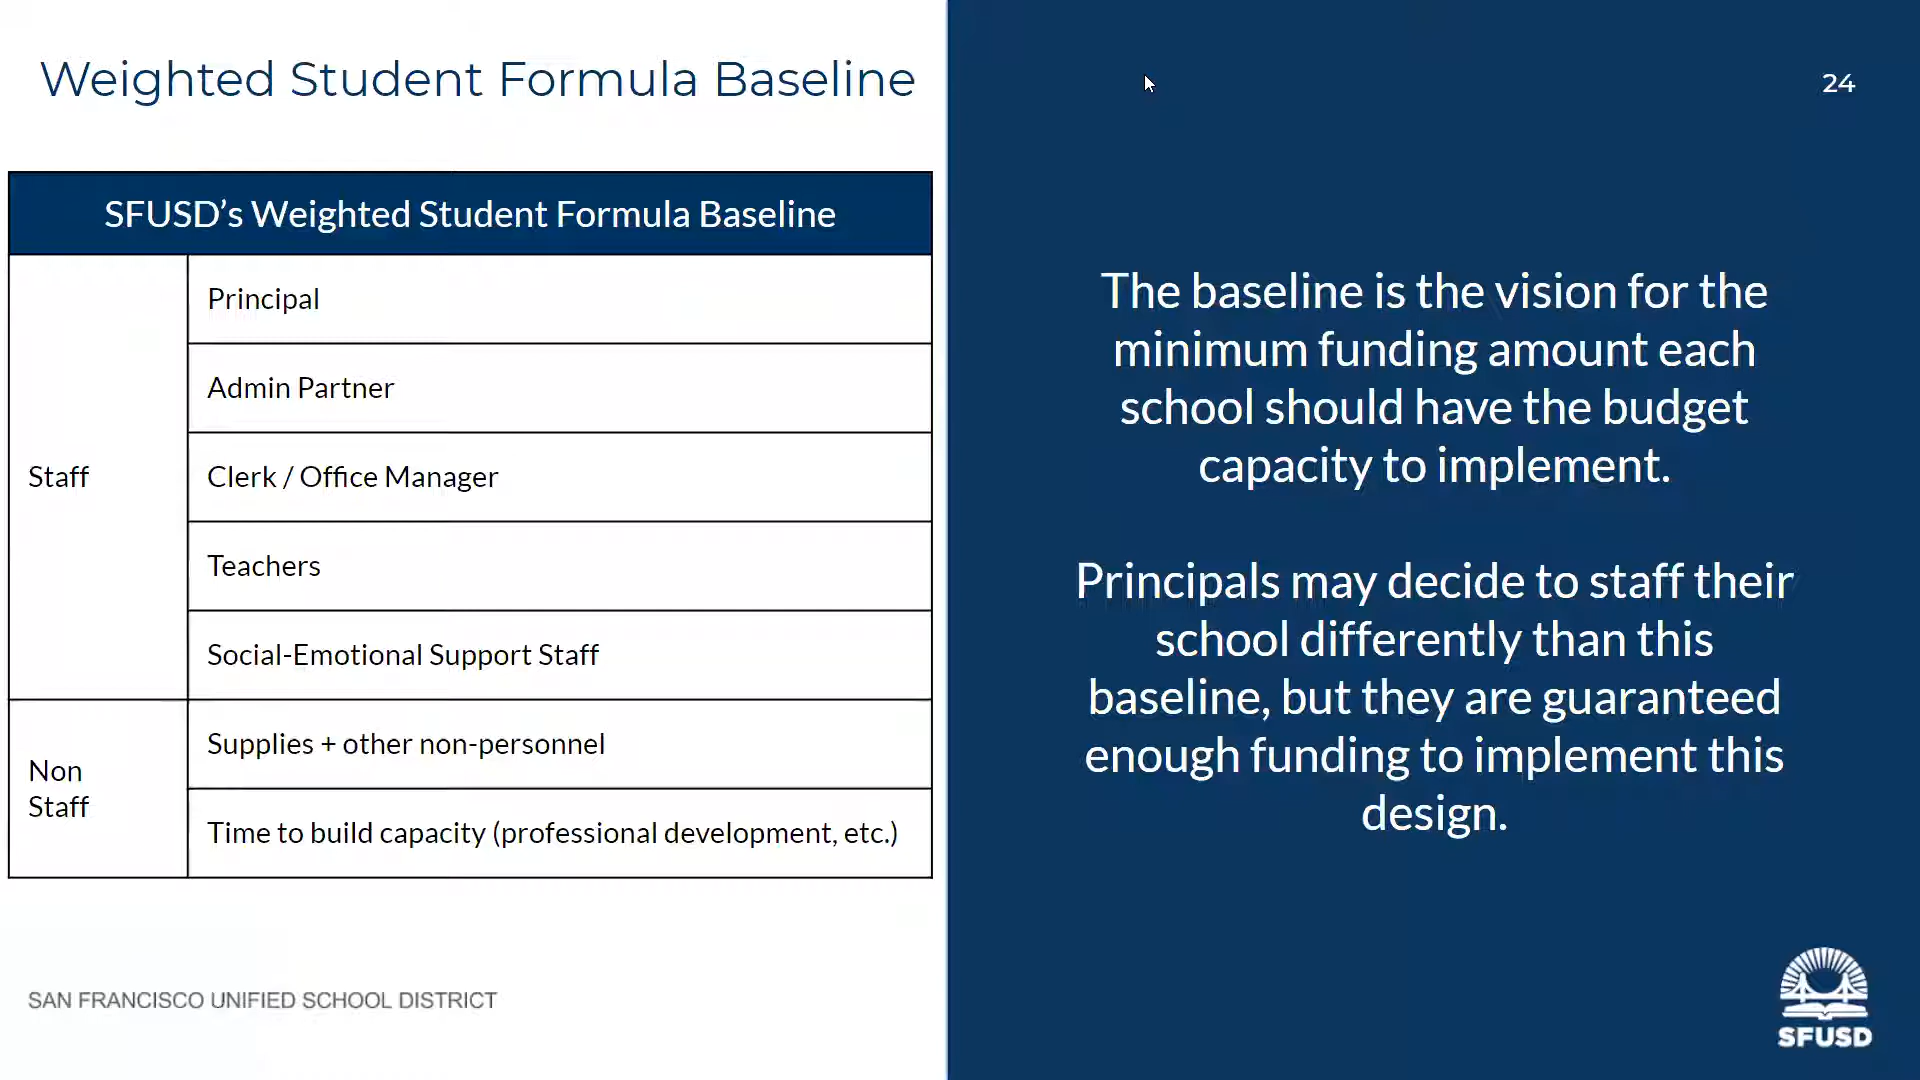 Weighted Student Formula Baseline
24
SFUSD’s Weighted Student Formula Baseline
Staff
Principal
Admin Partner
Clerk / Office Manager
Teachers
Social-Emotional Support Staff
Non
Staff
Supplies + other non-personnel
Time to build capacity (professional development, etc.)
The baseline is the vision for the
minimum funding amount each
school should have the budget
capacity to implement.
Principals may decide to staff their
school differently than this
baseline, but they are guaranteed
enough funding to implement this
design.
SAN FRANCISCO UNIFIED SCHOOL DISTRICT
SFUSD